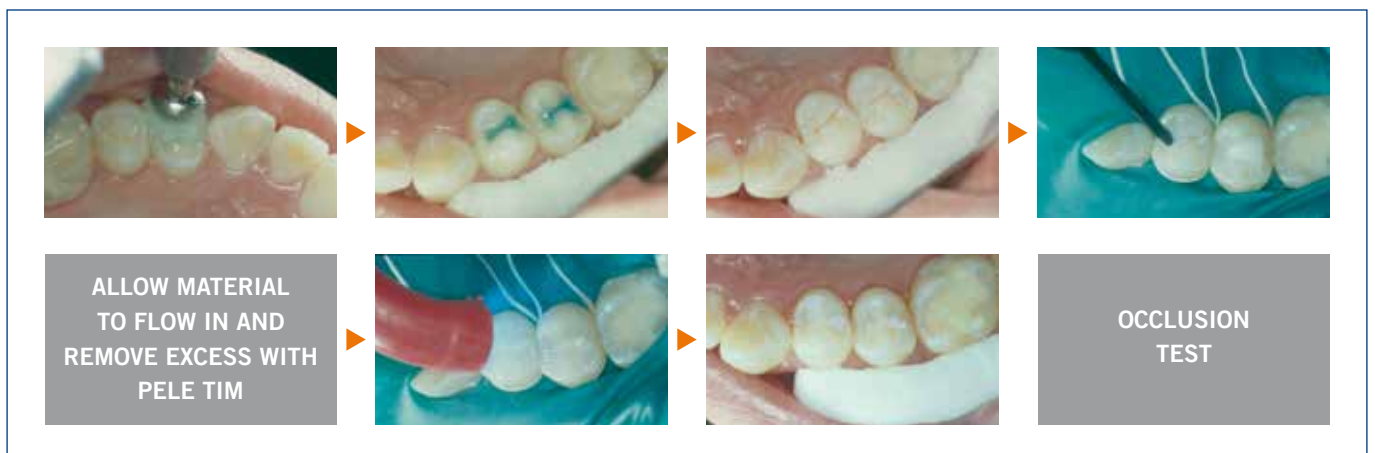 ALLOW MATERIAL
TO FLOW IN AND
REMOVE EXCESS WITH
PELE TIM
OCCLUSION
TEST